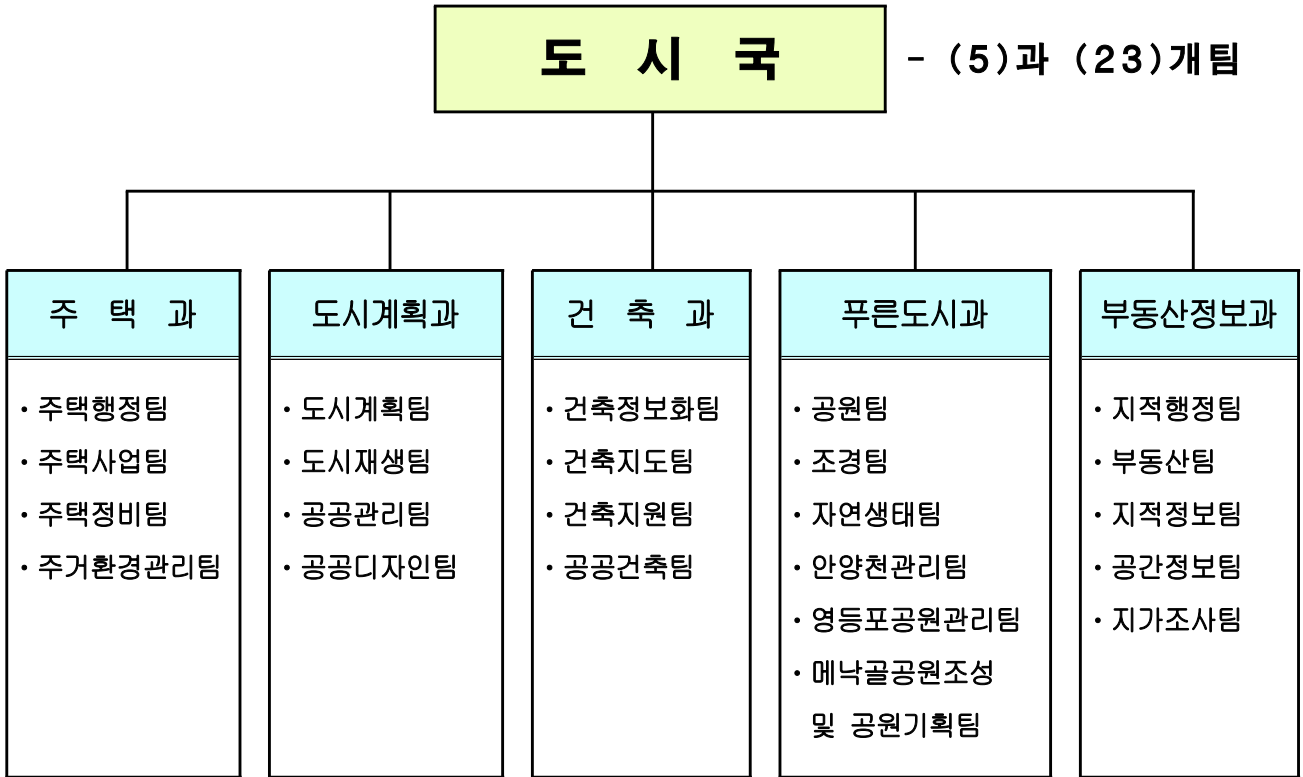 도 시 국
- (5)과 (23)개팀
주 택 과
· 주택행정팀
· 주택사업팀
· 주택정비팀
· 주거환경관리팀
도시계획과
· 도시계획팀
· 도시재생팀
· 공공관리팀
· 공공디자인팀
건 축 과
· 건축정보화팀
· 건축지도팀
· 건축지원팀
· 공공건축팀
푸른도시과
· 공원팀
· 조경팀
· 자연생태팀
· 안양천관리팀
· 영등포공원관리팀
· 메낙골공원조성
및 공원기획팀
부동산정보과
· 지적행정팀
· 부동산팀
· 지적정보팀
· 공간정보팀
· 지가조사팀